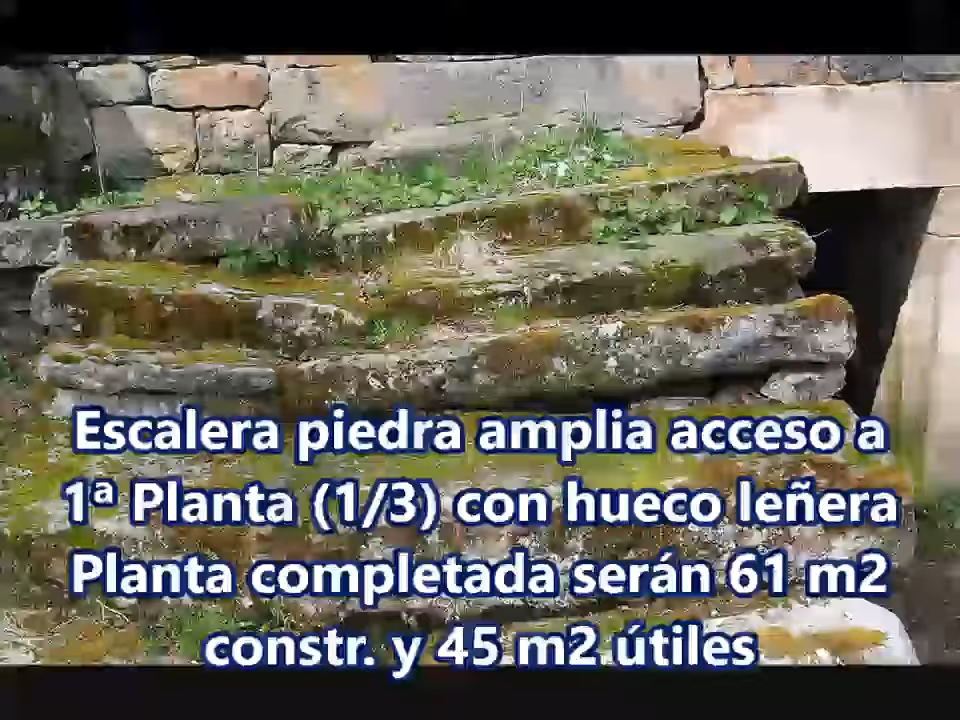 Escalera piedra amplia acceso a
1ª Planta (1/3) con hueco leñera
Planta completada serán 61 m2
constr. y 45 m2 útiles